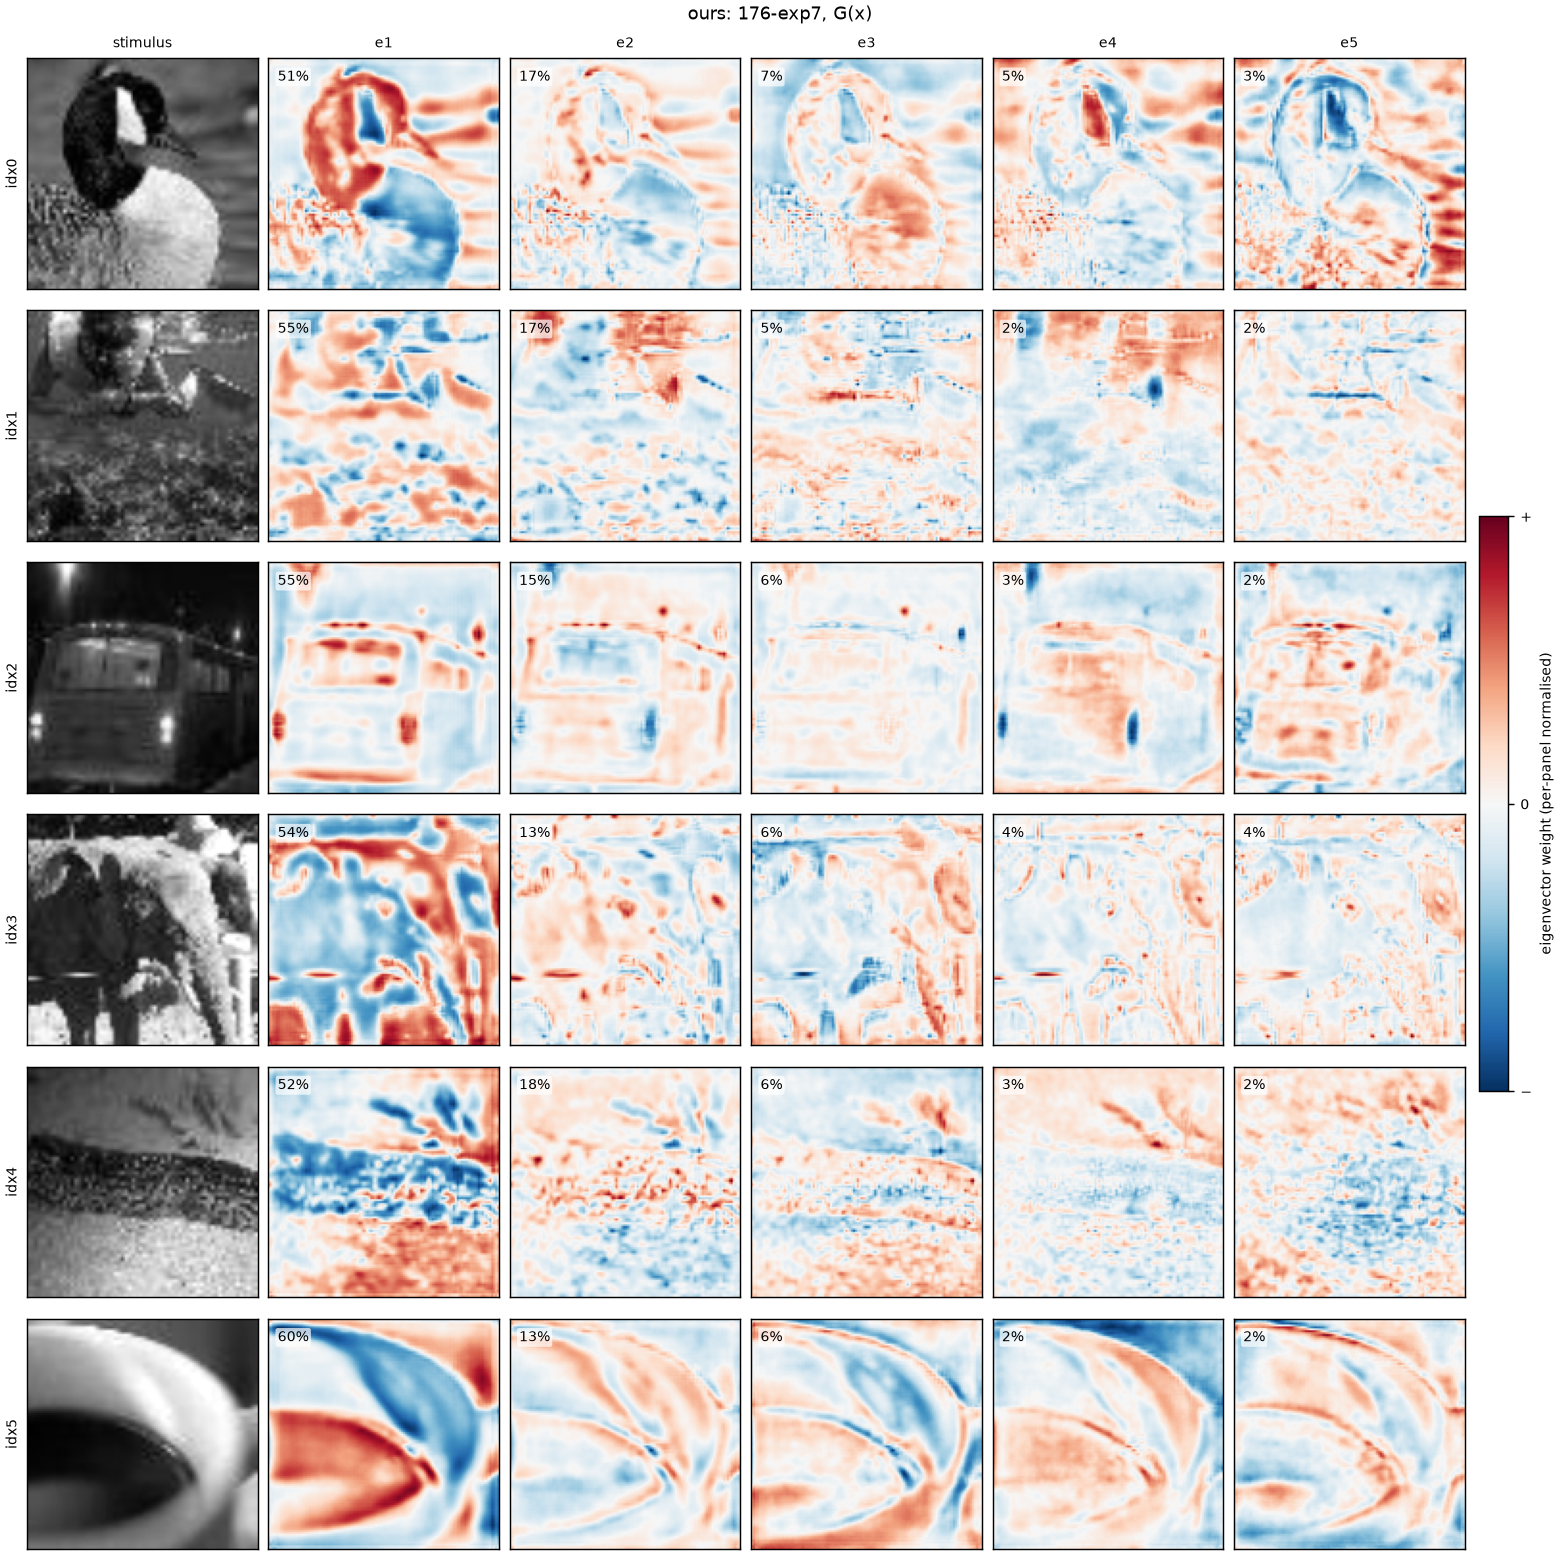 ours: 176-exp7, G(x)
stimulus e1 e2 e3 e4 e5
idx0 51% 17% 7% 5% 3%
idx1 55% 17% 5% 2% 2%
idx2 55% 15% 6% 3% 2%
idx3 54% 13% 6% 4% 4%
idx4 52% 18% 6% 3% 2%
idx5 60% 13% 6% 2% 2%
+
0
−
eigenvector weight (per-panel normalised)